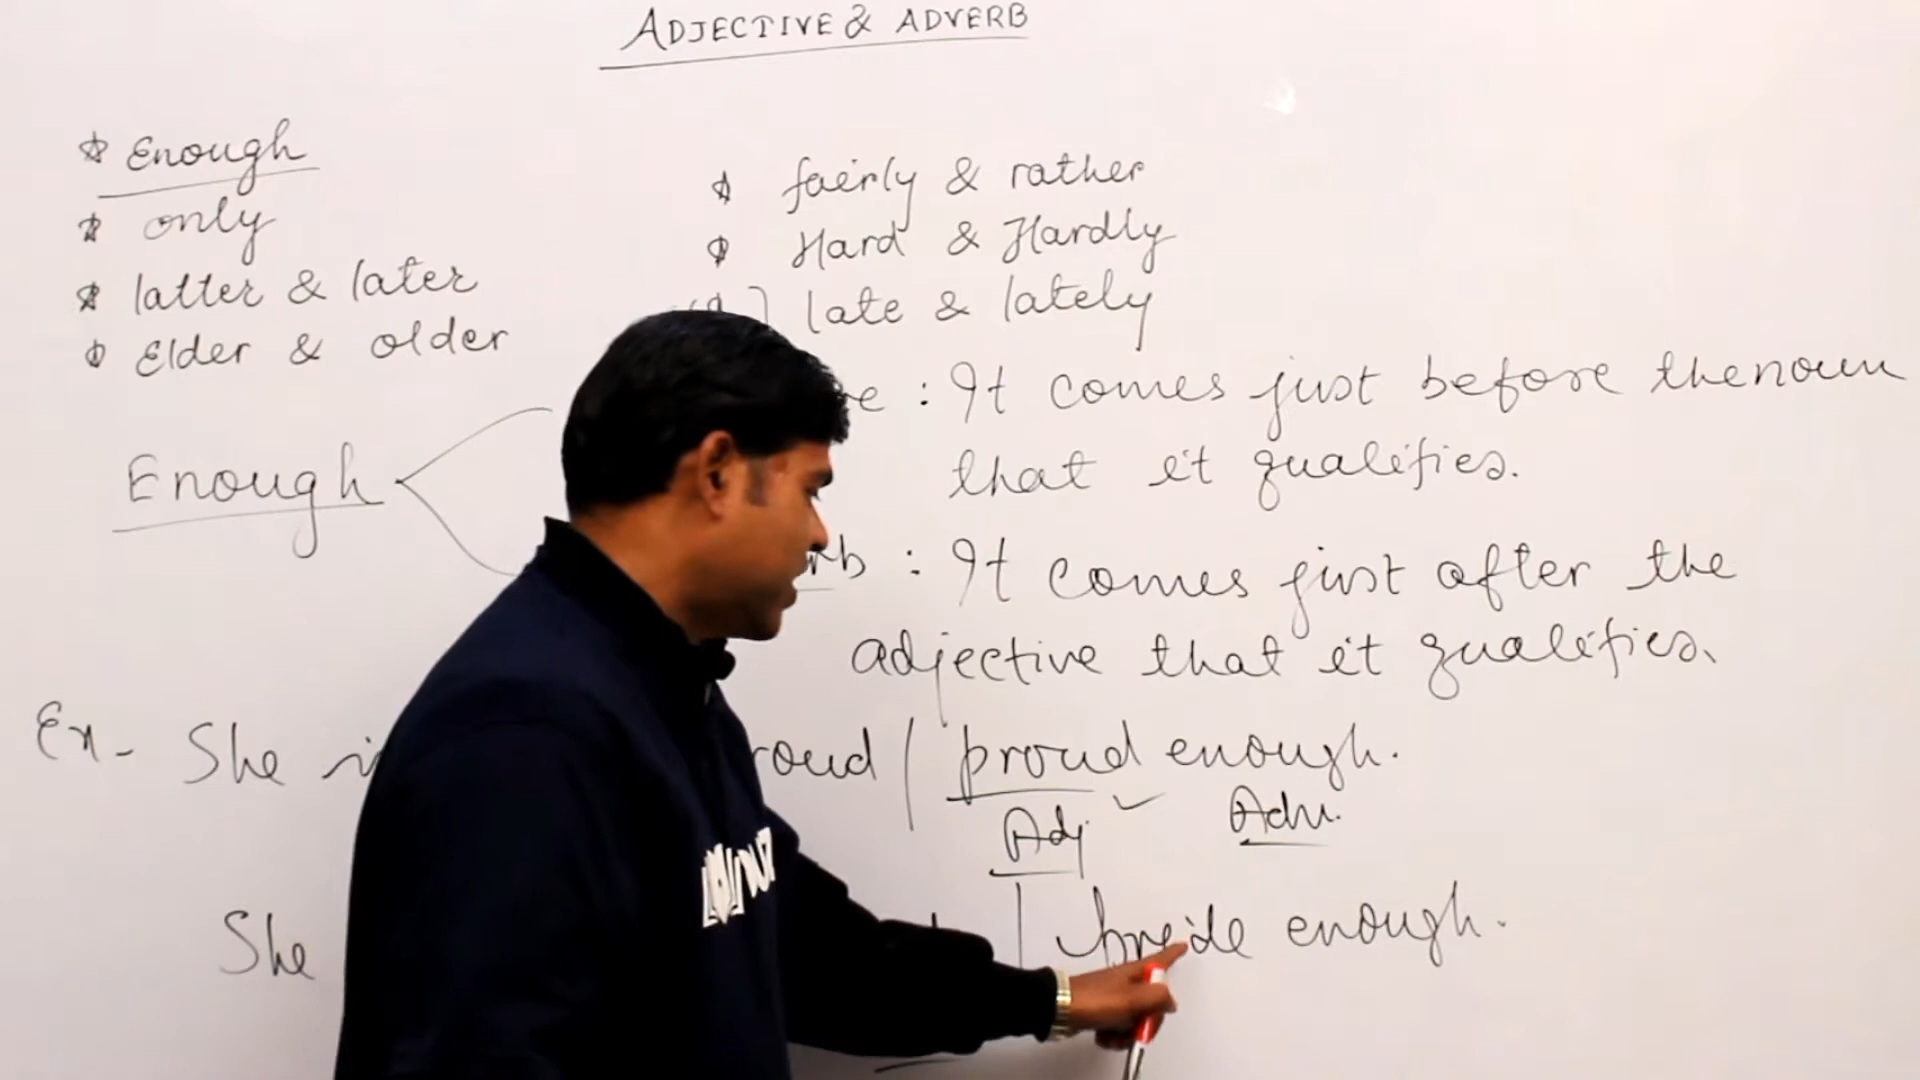 ADJECTIVE & ADVERB
* Enough
* only
* latter & later
* Elder & older
* fairly & rather
* Hard & Hardly
late & lately
Enough
: It comes just before the noun
that it qualifies.
: It comes just after the
adjective that it qualifies.
Ex- She | proud enough.
Adj Adv.
She | enough.